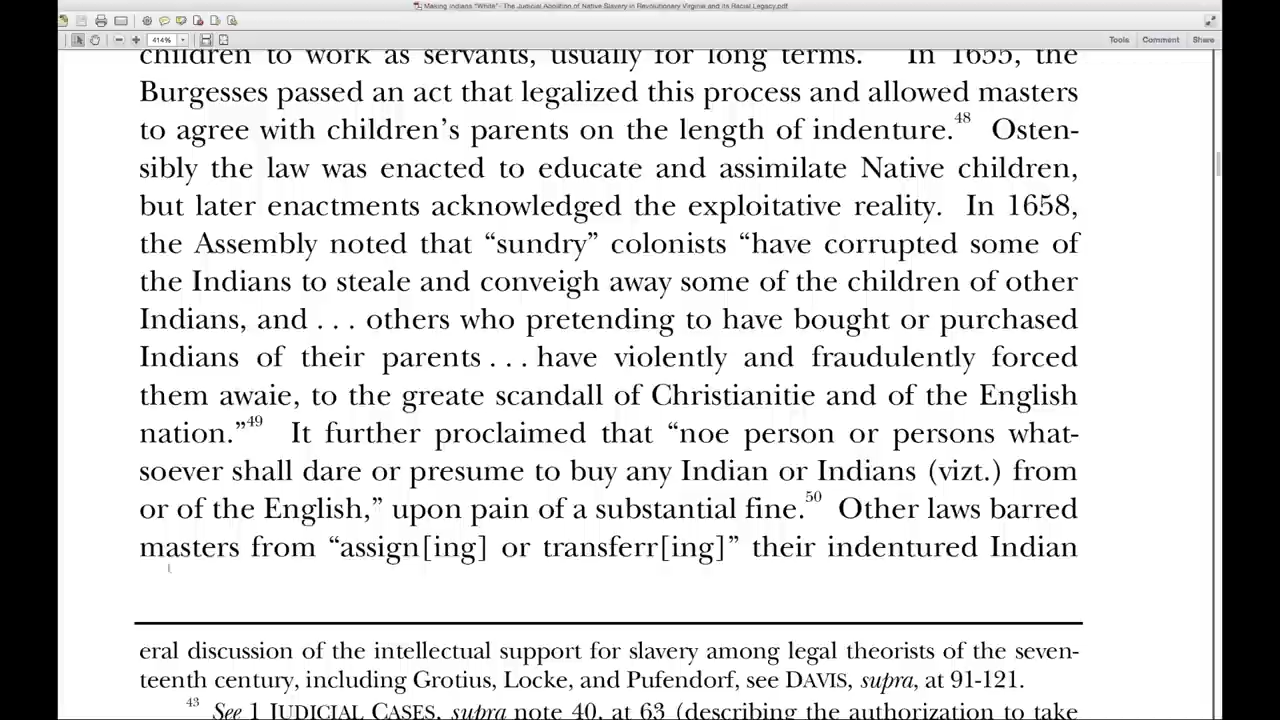 Making Indians "White"- The Judicial Abolition of Native Slavery in Revolutionary Virginia and its Racial Legacy.pdf
414%
Tools Comment Share
children to work as servants, usually for long terms. In 1655, the
Burgesses passed an act that legalized this process and allowed masters
to agree with children’s parents on the length of indenture.48 Osten-
sibly the law was enacted to educate and assimilate Native children,
but later enactments acknowledged the exploitative reality. In 1658,
the Assembly noted that “sundry” colonists “have corrupted some of
the Indians to steale and conveigh away some of the children of other
Indians, and . . . others who pretending to have bought or purchased
Indians of their parents . . . have violently and fraudulently forced
them awaie, to the greate scandall of Christianitie and of the English
nation.”49 It further proclaimed that “noe person or persons what-
soever shall dare or presume to buy any Indian or Indians (vizt.) from
or of the English,” upon pain of a substantial fine.50 Other laws barred
masters from “assign[ing] or transferr[ing]” their indentured Indian
eral discussion of the intellectual support for slavery among legal theorists of the seven-
teenth century, including Grotius, Locke, and Pufendorf, see DAVIS, supra, at 91-121.
43 See 1 JUDICIAL CASES, supra note 40, at 63 (describing the authorization to take